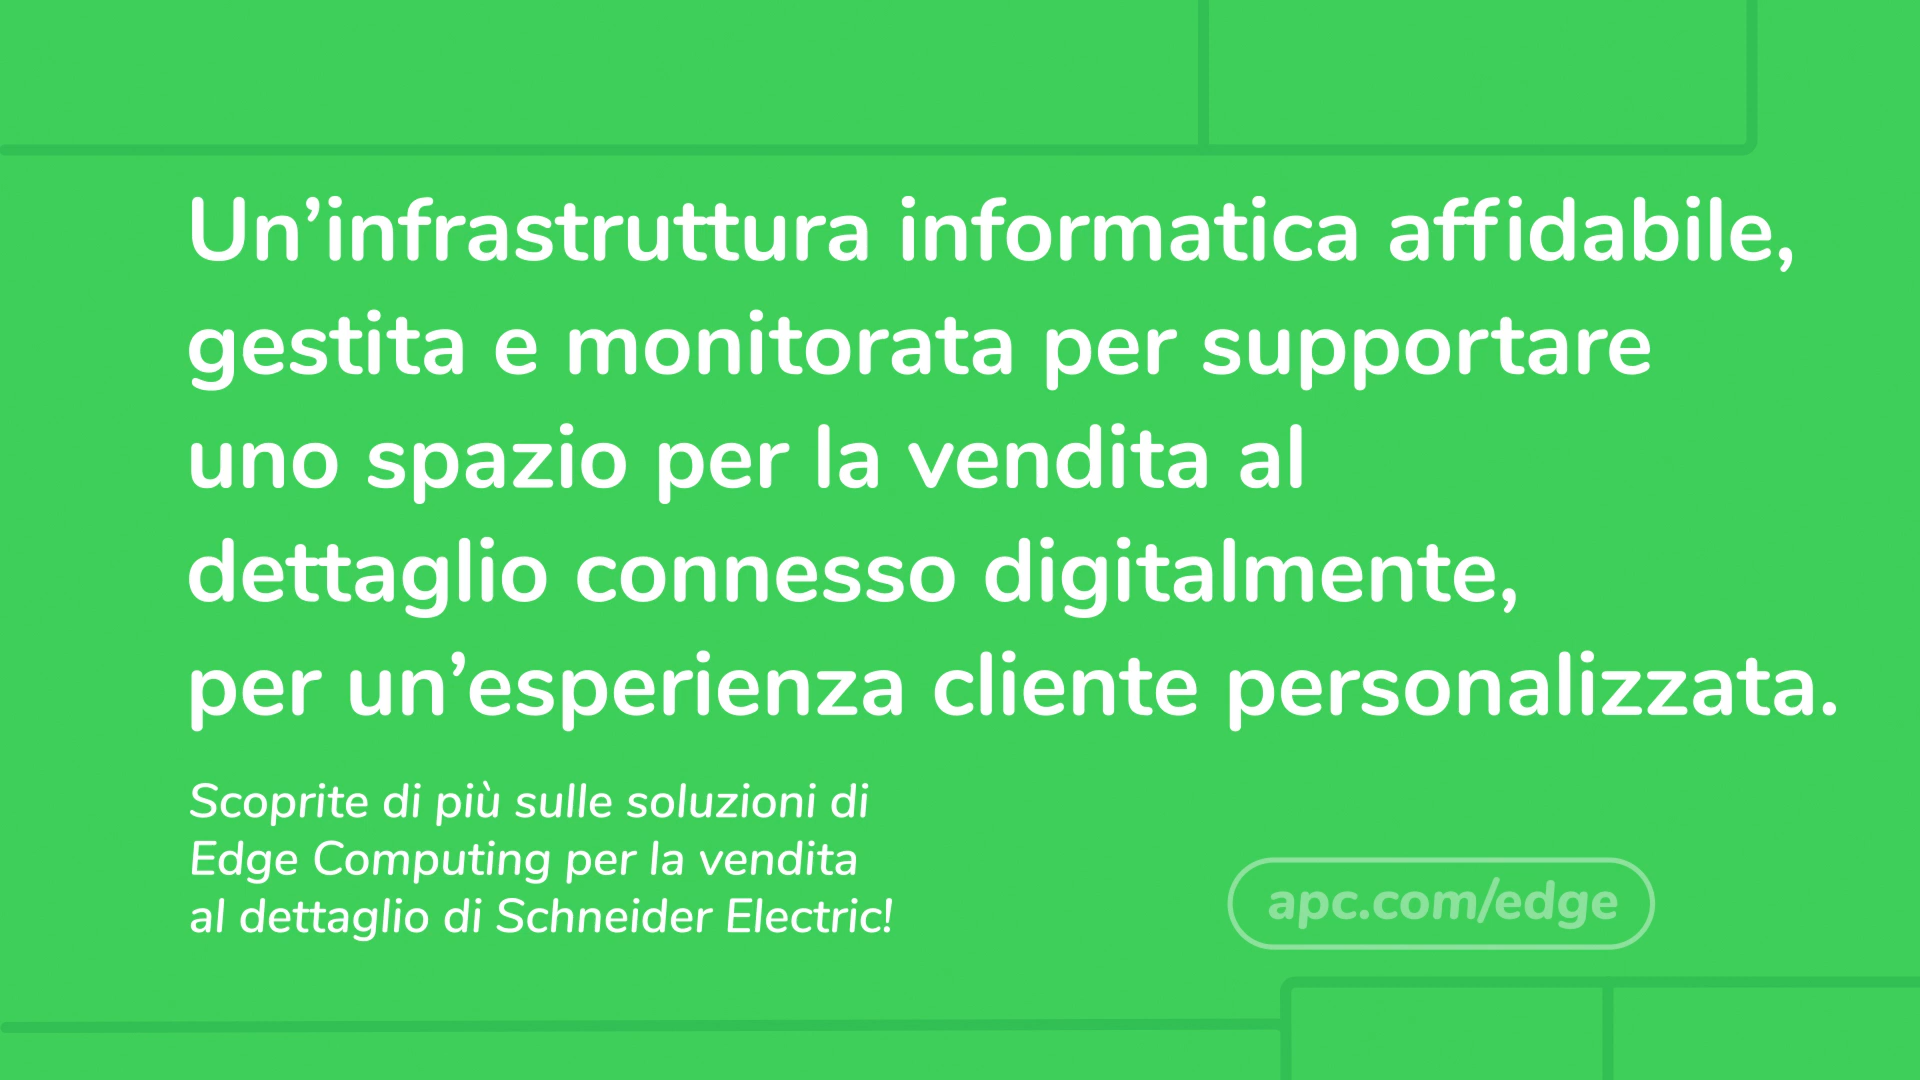 Un’infrastruttura informatica affidabile,
gestita e monitorata per supportare
uno spazio per la vendita al
dettaglio connesso digitalmente,
per un’esperienza cliente personalizzata.
Scoprite di più sulle soluzioni di
Edge Computing per la vendita
al dettaglio di Schneider Electric!
apc.com/edge